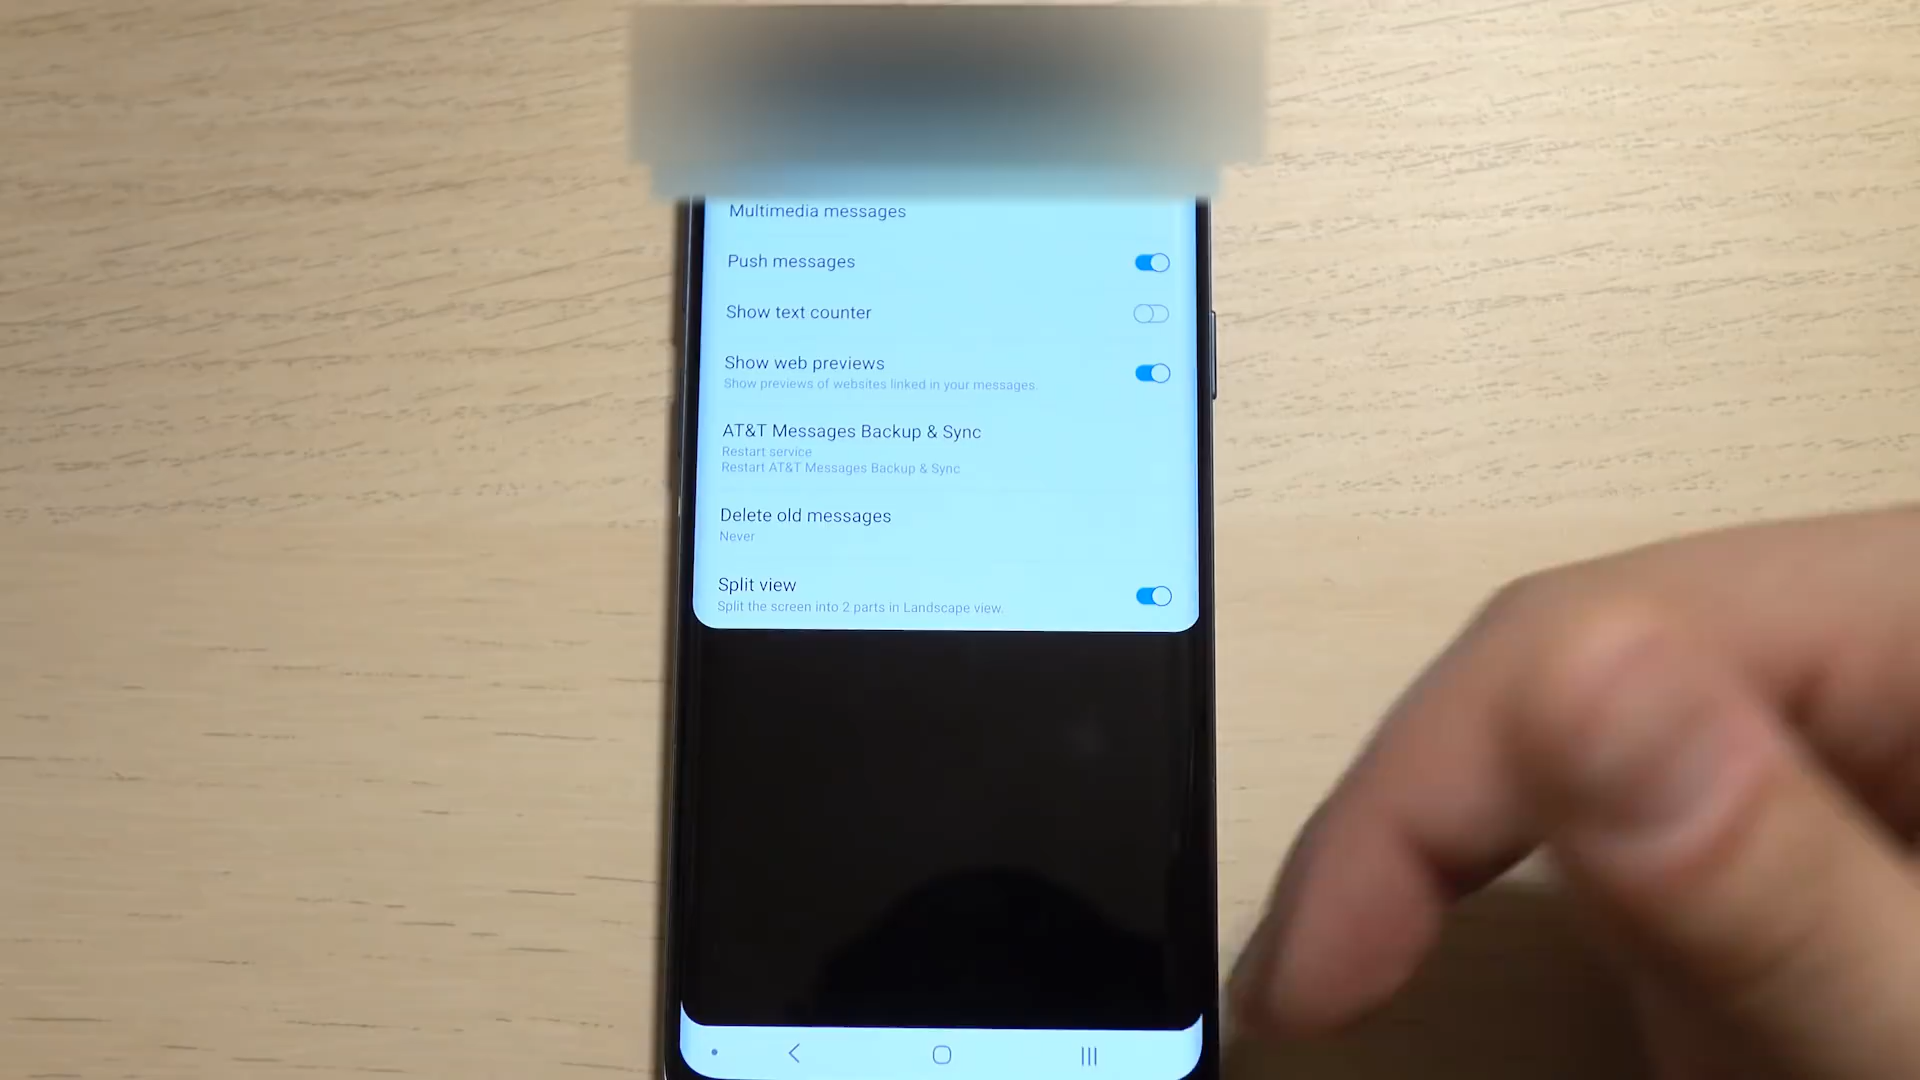 Multimedia messages
Push messages
Show text counter
Show web previews
Show previews of websites linked in your messages.
AT&T Messages Backup & Sync
Restart service
Restart AT&T Messages Backup & Sync
Delete old messages
Never
Split view
Split the screen into 2 parts in Landscape view.